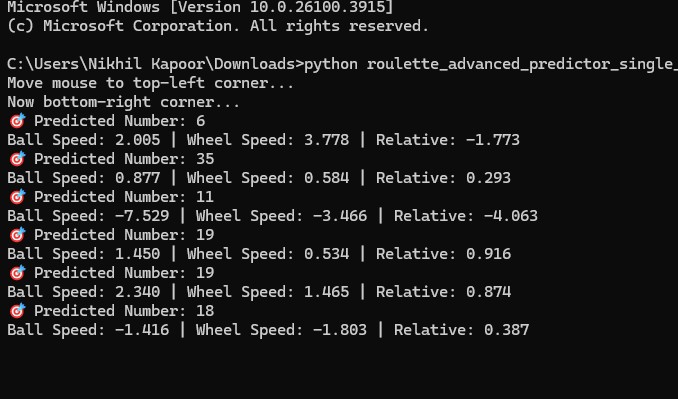 Microsoft Windows [Version 10.0.26100.3915]
(c) Microsoft Corporation. All rights reserved.
C:\Users\Nikhil Kapoor\Downloads>python roulette_advanced_predictor_single_
Move mouse to top-left corner...
Now bottom-right corner...
🎯 Predicted Number: 6
Ball Speed: 2.005 | Wheel Speed: 3.778 | Relative: -1.773
🎯 Predicted Number: 35
Ball Speed: 0.877 | Wheel Speed: 0.584 | Relative: 0.293
🎯 Predicted Number: 11
Ball Speed: -7.529 | Wheel Speed: -3.466 | Relative: -4.063
🎯 Predicted Number: 19
Ball Speed: 1.450 | Wheel Speed: 0.534 | Relative: 0.916
🎯 Predicted Number: 19
Ball Speed: 2.340 | Wheel Speed: 1.465 | Relative: 0.874
🎯 Predicted Number: 18
Ball Speed: -1.416 | Wheel Speed: -1.803 | Relative: 0.387